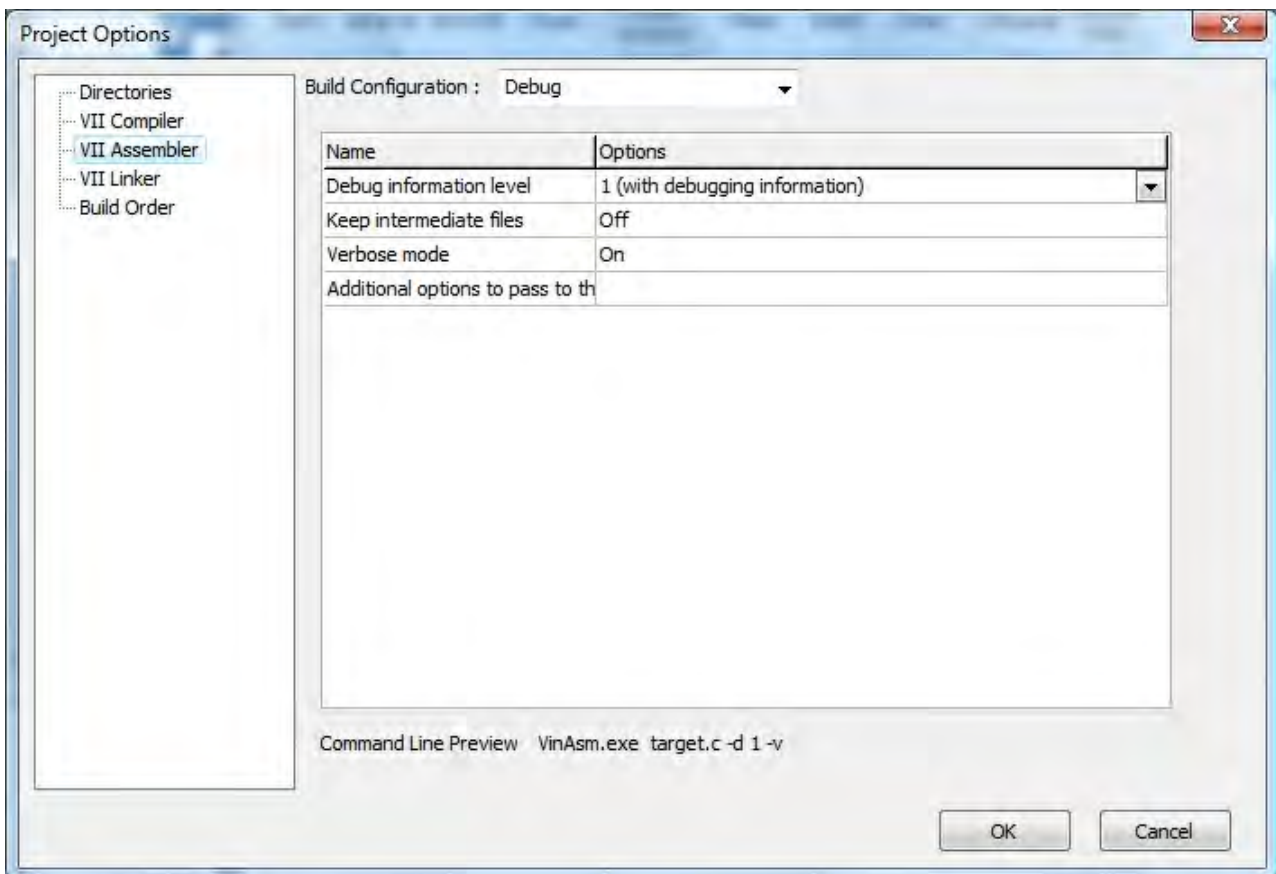 Project Options
Directories
VII Compiler
VII Assembler
VII Linker
Build Order
Build Configuration : Debug
Name Options
Debug information level 1 (with debugging information)
Keep intermediate files Off
Verbose mode On
Additional options to pass to th
Command Line Preview VinAsm.exe target.c -d 1 -v
OK Cancel